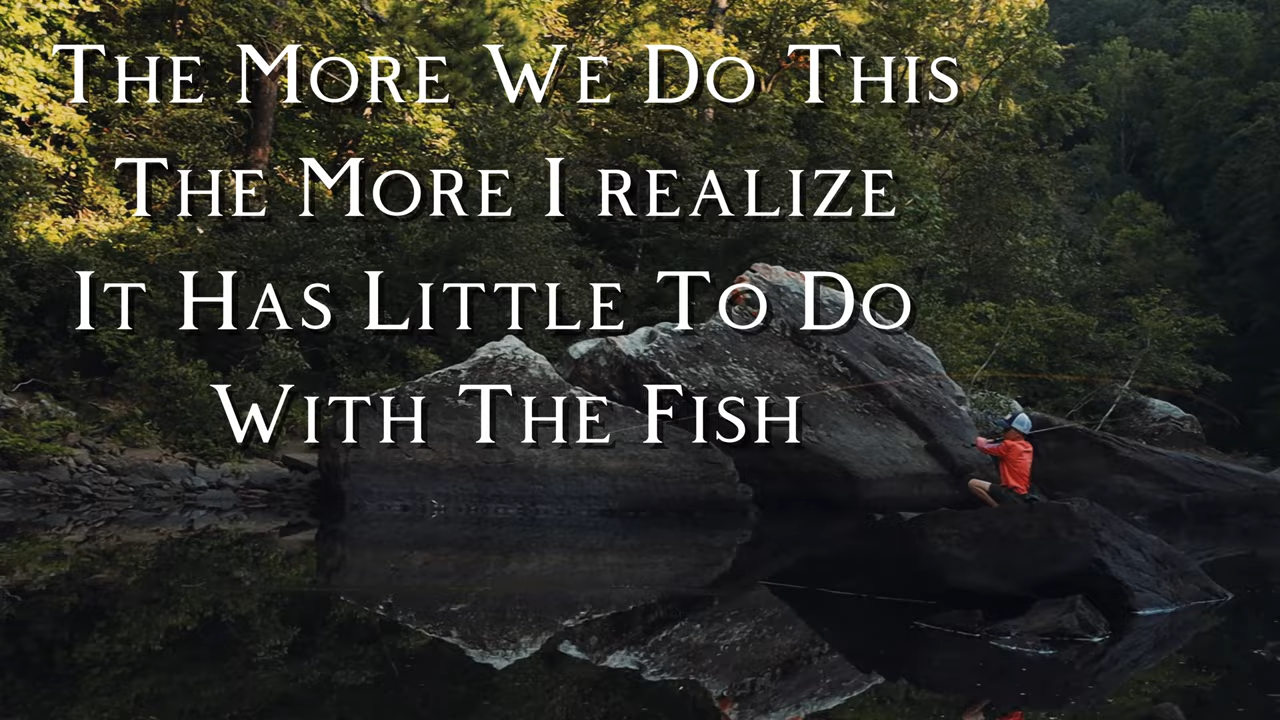 The More We Do This
The More I realize
It Has Little To Do
With The Fish